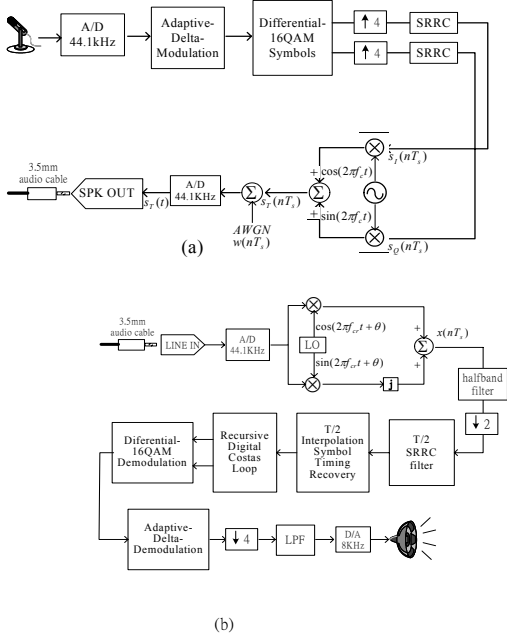 A/D
44.1kHz
Adaptive-
Delta-
Modulation
Differential-
16QAM
Symbols
↑ 4
SRRC
↑ 4
SRRC
3.5mm
audio cable
SPK OUT
s_T(t)
A/D
44.1KHz
Σ
s_T(nT_s)
AWGN
w(nT_s)
+
Σ
+
cos(2πf_c t)
sin(2πf_c t)
s_I(nT_s)
s_Q(nT_s)
(a)
3.5mm
audio cable
LINE IN
A/D
44.1KHz
cos(2πf_cr t + θ)
LO
sin(2πf_cr t + θ)
j
+
Σ
+
x(nT_s)
halfband
filter
↓ 2
T/2
SRRC
filter
T/2
Interpolation
Symbol
Timing
Recovery
Recursive
Digital
Costas
Loop
Diferential-
16QAM
Demodulation
Adaptive-
Delta-
Demodulation
↓ 4
LPF
D/A
8KHz
(b)